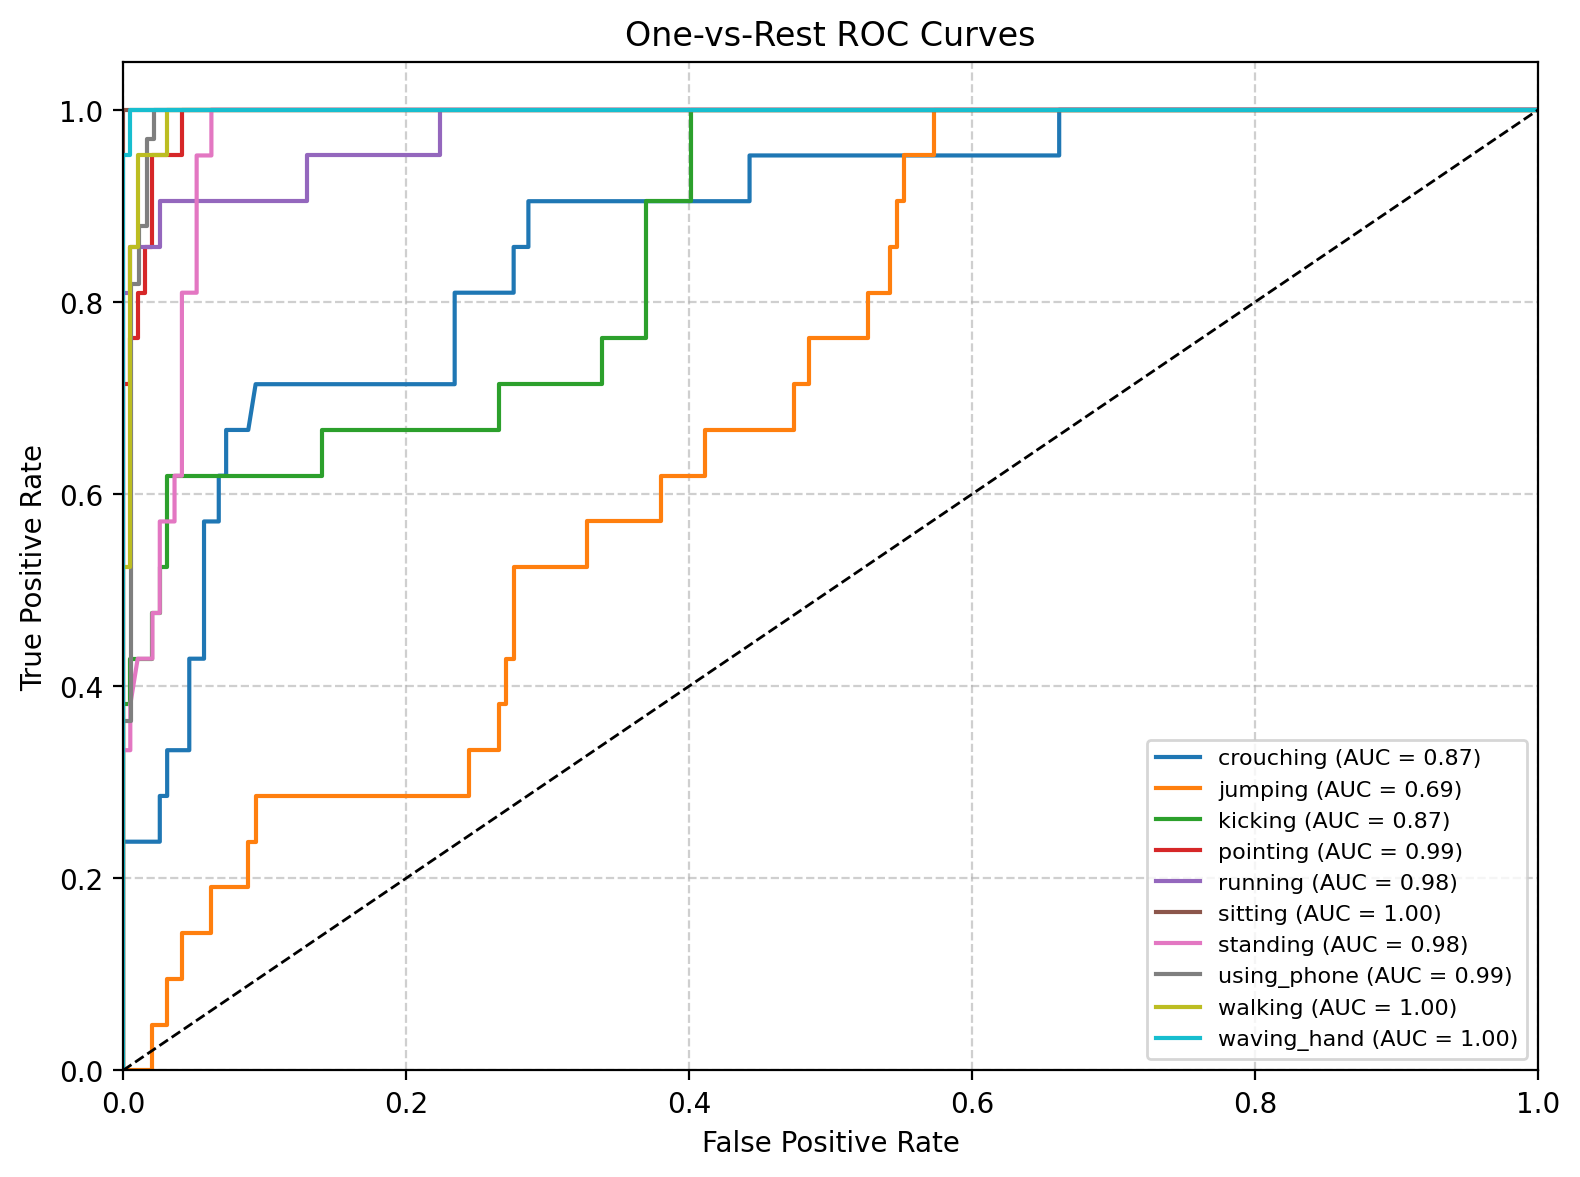 One-vs-Rest ROC Curves
True Positive Rate
1.0
0.8
0.6
0.4
0.2
0.0
0.0 0.2 0.4 0.6 0.8 1.0
False Positive Rate
crouching (AUC = 0.87)
jumping (AUC = 0.69)
kicking (AUC = 0.87)
pointing (AUC = 0.99)
running (AUC = 0.98)
sitting (AUC = 1.00)
standing (AUC = 0.98)
using_phone (AUC = 0.99)
walking (AUC = 1.00)
waving_hand (AUC = 1.00)